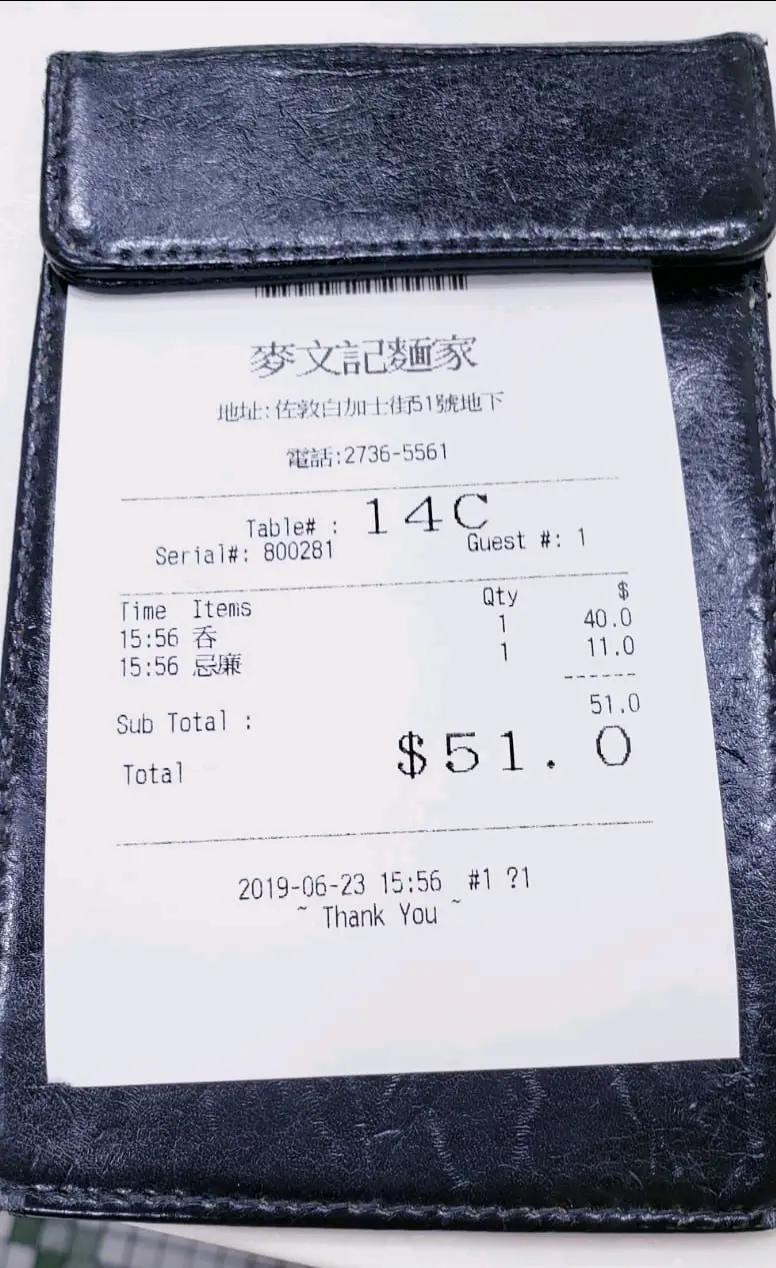 麥文記麵家
地址:佐敦白加士街51號地下
電話:2736-5561
Table# : 14C
Serial#: 800281 Guest #: 1
Time Items Qty $
15:56 呑 1 40.0
15:56 忌廉 1 11.0
------
Sub Total : 51.0
Total $51.0
2019-06-23 15:56 #1 ?1
~ Thank You ~